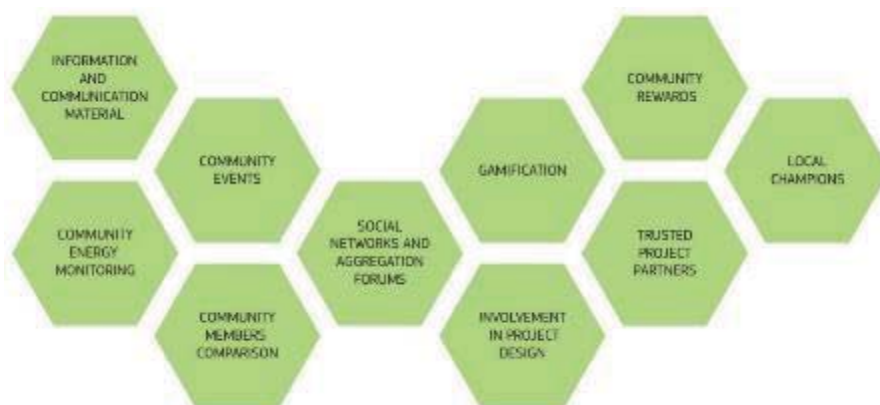 INFORMATION
AND
COMMUNICATION
MATERIAL
COMMUNITY
EVENTS
COMMUNITY
ENERGY
MONITORING
COMMUNITY
MEMBERS
COMPARISON
SOCIAL
NETWORKS AND
AGGREGATION
FORUMS
GAMIFICATION
INVOLVEMENT
IN PROJECT
DESIGN
COMMUNITY
REWARDS
TRUSTED
PROJECT
PARTNERS
LOCAL
CHAMPIONS